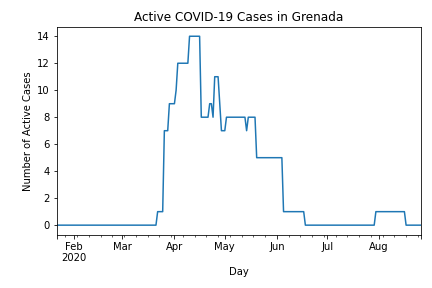 Active COVID-19 Cases in Grenada
Number of Active Cases
14
12
10
8
6
4
2
0
Feb Mar Apr May Jun Jul Aug
2020
Day